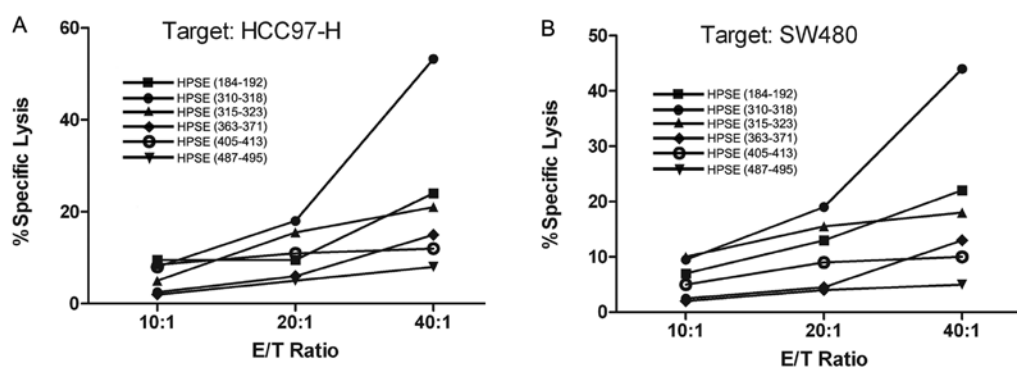 A
Target: HCC97-H
% Specific Lysis
60
40
20
0
HPSE (184-192)
HPSE (310-318)
HPSE (315-323)
HPSE (363-371)
HPSE (405-413)
HPSE (487-495)
10:1
20:1
40:1
E/T Ratio
B
Target: SW480
% Specific Lysis
50
40
30
20
10
0
HPSE (184-192)
HPSE (310-318)
HPSE (315-323)
HPSE (363-371)
HPSE (405-413)
HPSE (487-495)
10:1
20:1
40:1
E/T Ratio